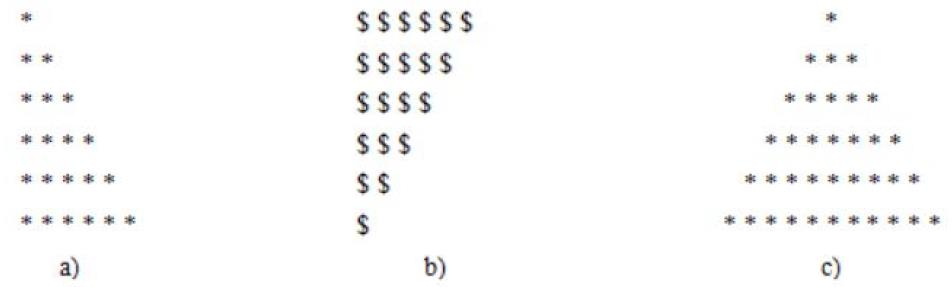 * $ $ $ $ $ $ *
* * $ $ $ $ $ * * *
* * * $ $ $ $ * * * * *
* * * * $ $ $ * * * * * * *
* * * * * $ $ * * * * * * * * *
* * * * * * $ * * * * * * * * * * *
a) b) c)